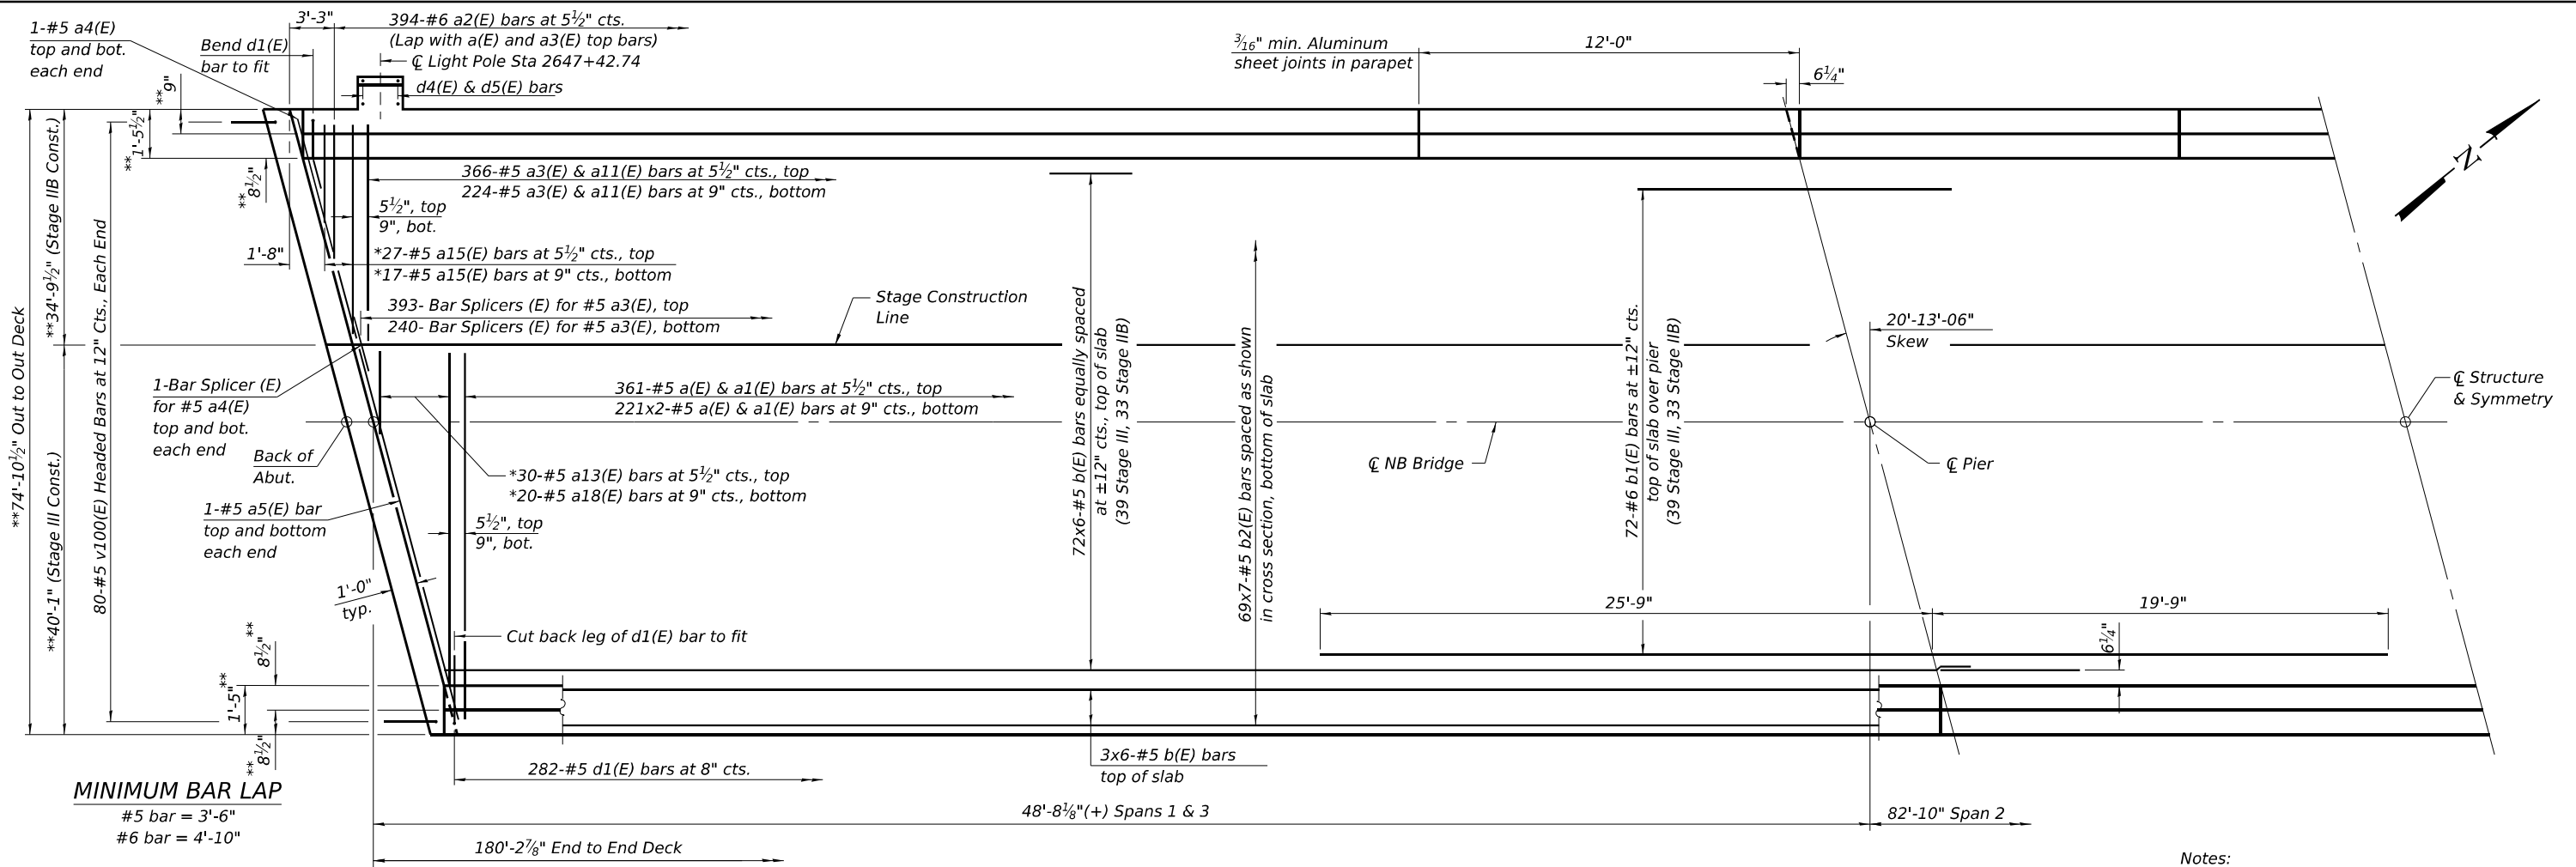 1-#5 a4(E)
top and bot.
each end
3'-3"
394-#6 a2(E) bars at 5½" cts.
(Lap with a(E) and a3(E) top bars)
℄ Light Pole Sta 2647+42.74
Bend d1(E)
bar to fit
d4(E) & d5(E) bars
3/16" min. Aluminum
sheet joints in parapet
12'-0"
6¼"
**9"
**1'-5½"
**8½"
366-#5 a3(E) & a11(E) bars at 5½" cts., top
224-#5 a3(E) & a11(E) bars at 9" cts., bottom
5½", top
9", bot.
1'-8"
*27-#5 a15(E) bars at 5½" cts., top
*17-#5 a15(E) bars at 9" cts., bottom
393- Bar Splicers (E) for #5 a3(E), top
240- Bar Splicers (E) for #5 a3(E), bottom
Stage Construction
Line
**74'-10½" Out to Out Deck
**34'-9½" (Stage IIB Const.)
**40'-1" (Stage III Const.)
80-#5 v100(E) Headed Bars at 12" Cts., Each End
1-Bar Splicer (E)
for #5 a4(E)
top and bot.
each end
Back of
Abut.
1-#5 a5(E) bar
top and bottom
each end
361-#5 a(E) & a1(E) bars at 5½" cts., top
221x2-#5 a(E) & a1(E) bars at 9" cts., bottom
*30-#5 a13(E) bars at 5½" cts., top
*20-#5 a18(E) bars at 9" cts., bottom
5½", top
9", bot.
1'-0"
typ.
Cut back leg of d1(E) bar to fit
72x6-#5 b(E) bars equally spaced
at ±12" cts., top of slab
(39 Stage III, 33 Stage IIB)
69x7-#5 b2(E) bars spaced as shown
in cross section, bottom of slab
72-#6 b1(E) bars at ±12" cts.
top of slab over pier
(39 Stage III, 33 Stage IIB)
20'-13'-06"
Skew
℄ NB Bridge
℄ Pier
℄ Structure
& Symmetry
N
25'-9"
19'-9"
6¼"
**8½"
**1'-5"
**8½"
3x6-#5 b(E) bars
top of slab
282-#5 d1(E) bars at 8" cts.
MINIMUM BAR LAP
#5 bar = 3'-6"
#6 bar = 4'-10"
48'-8⅛"(+) Spans 1 & 3
82'-10" Span 2
180'-2⅞" End to End Deck
Notes: